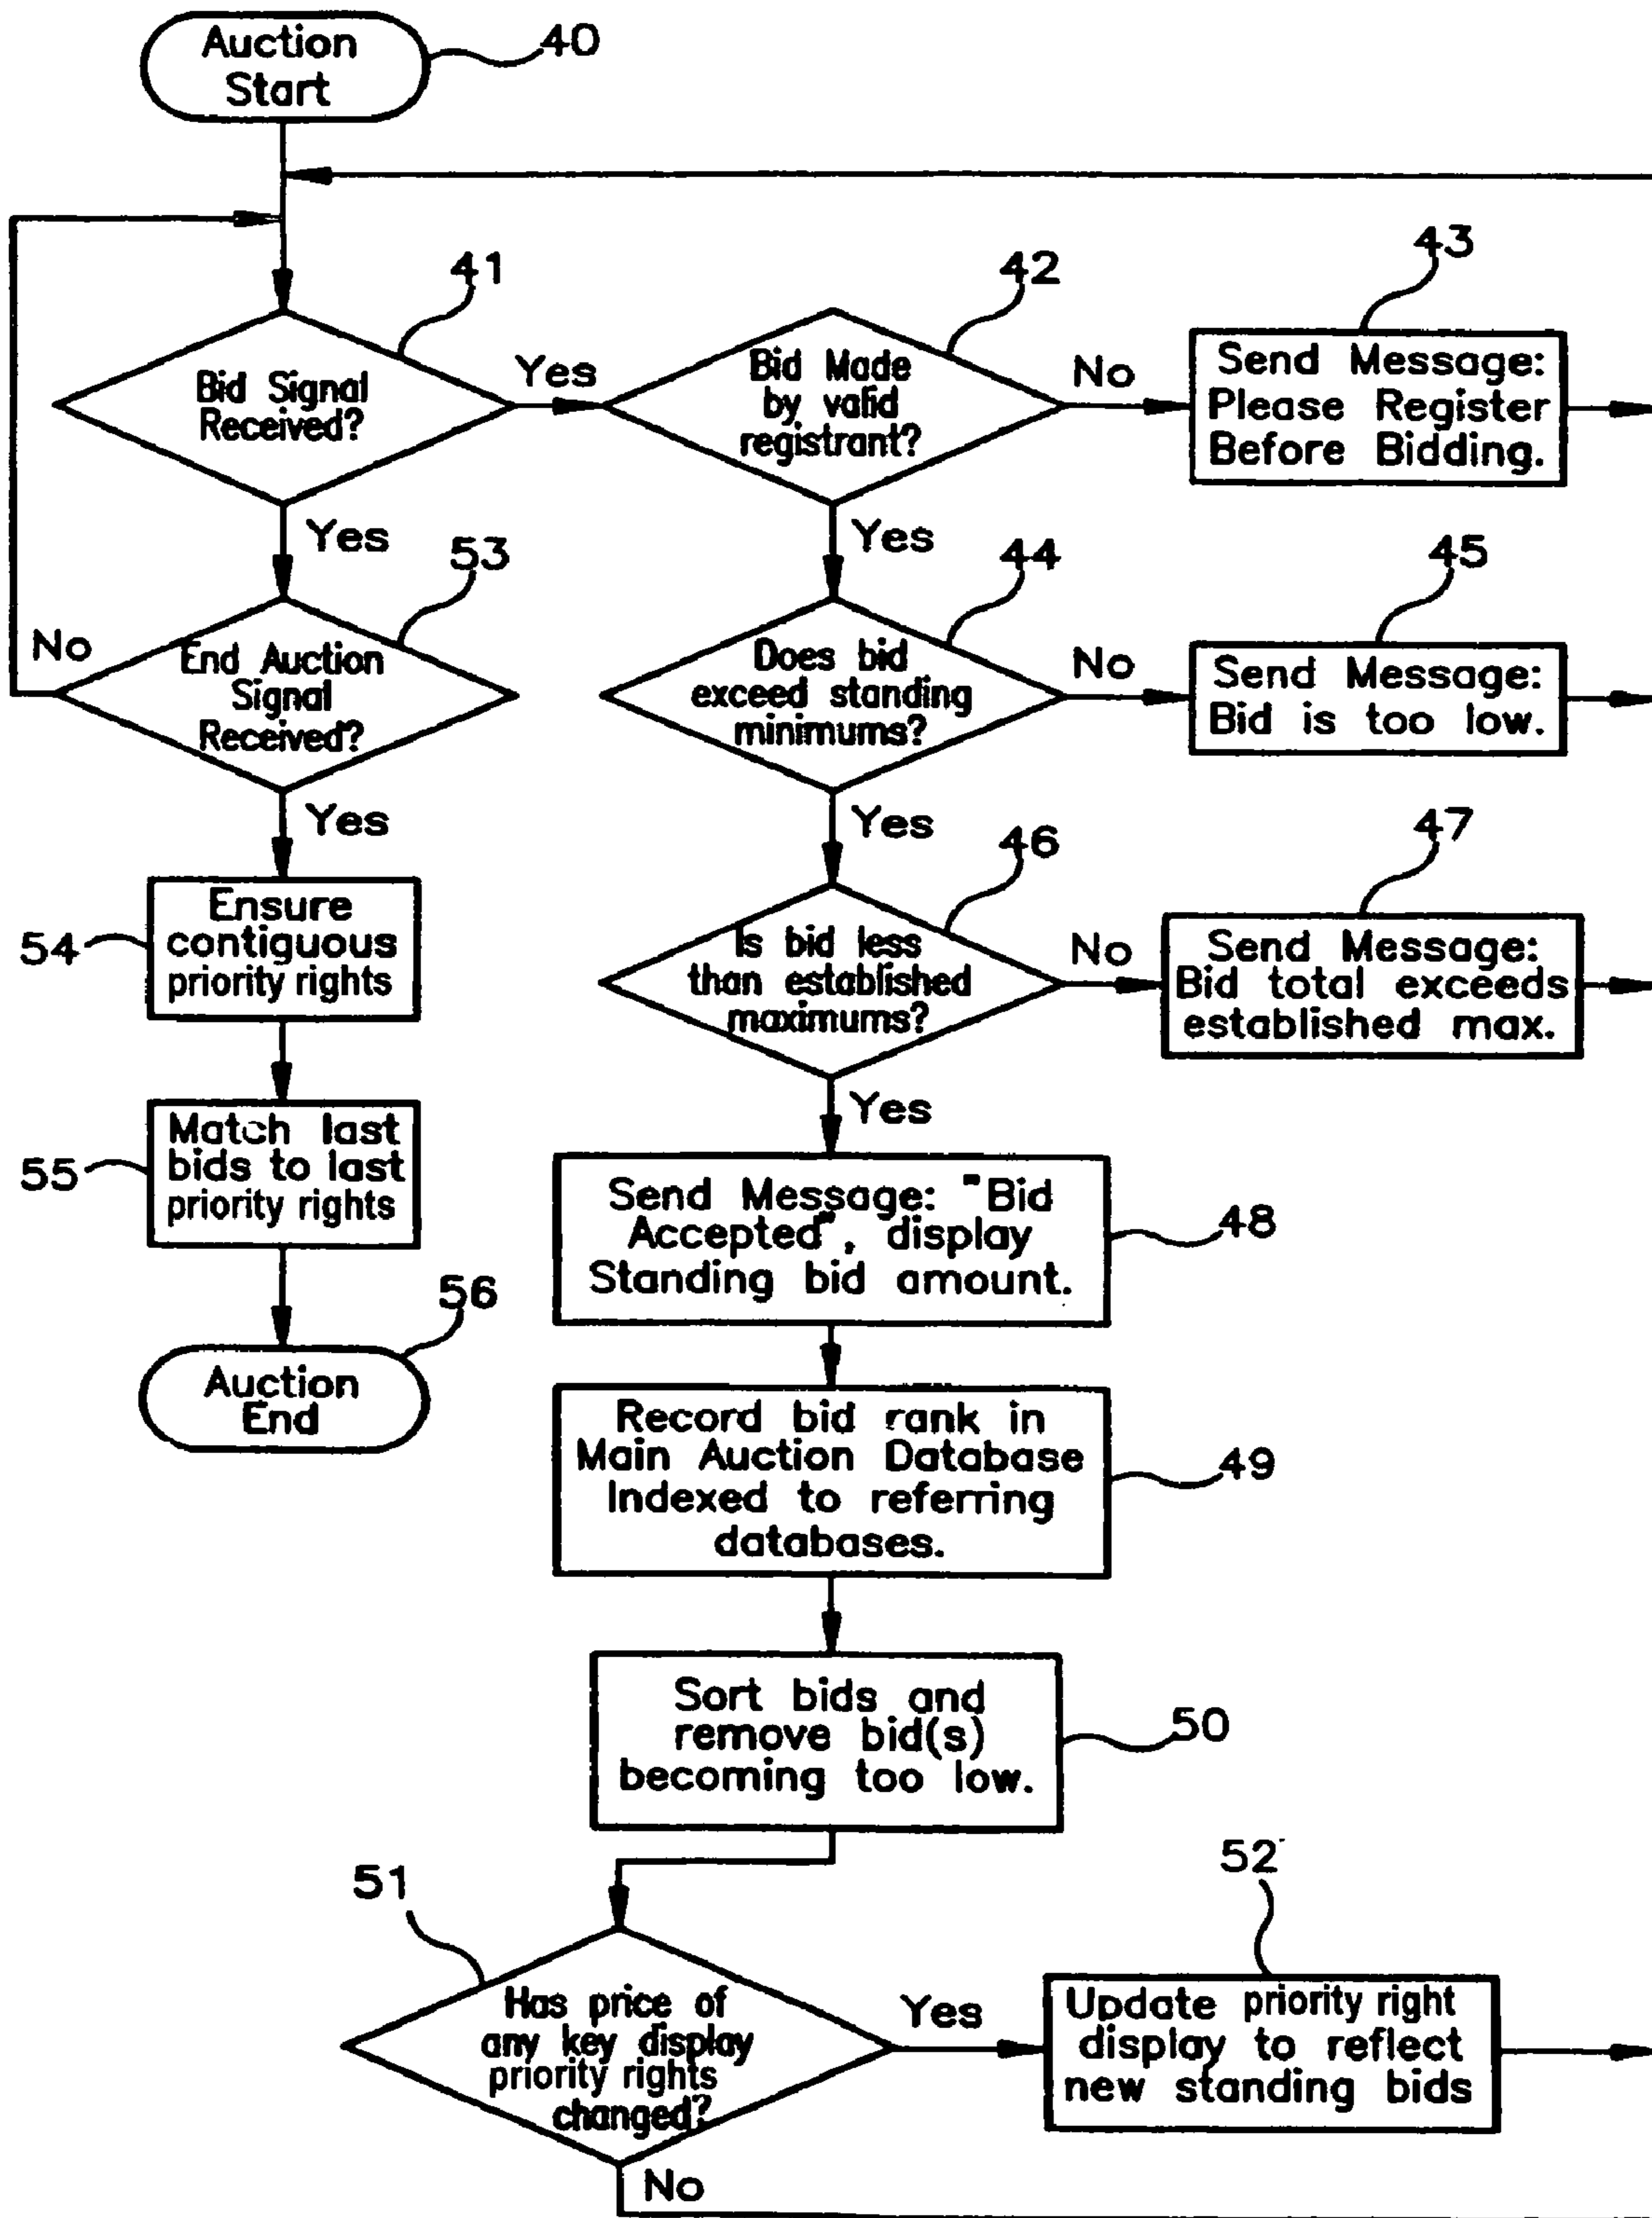 Auction
Start
40
41
Bid Signal
Received?
Yes
42
Bid Made
by valid
registrant?
No
43
Send Message:
Please Register
Before Bidding.
Yes
53
End Auction
Signal
Received?
No
Yes
44
Does bid
exceed standing
minimums?
No
45
Send Message:
Bid is too low.
Yes
54
Ensure
contiguous
priority rights
Yes
46
Is bid less
than established
maximums?
No
47
Send Message:
Bid total exceeds
established max.
55
Match last
bids to last
priority rights
Yes
Send Message: "Bid
Accepted", display
Standing bid amount.
48
56
Auction
End
Record bid rank in
Main Auction Database
Indexed to referring
databases.
49
Sort bids and
remove bid(s)
becoming too low.
50
51
Has price of
any key display
priority rights
changed?
Yes
52
Update priority right
display to reflect
new standing bids
No